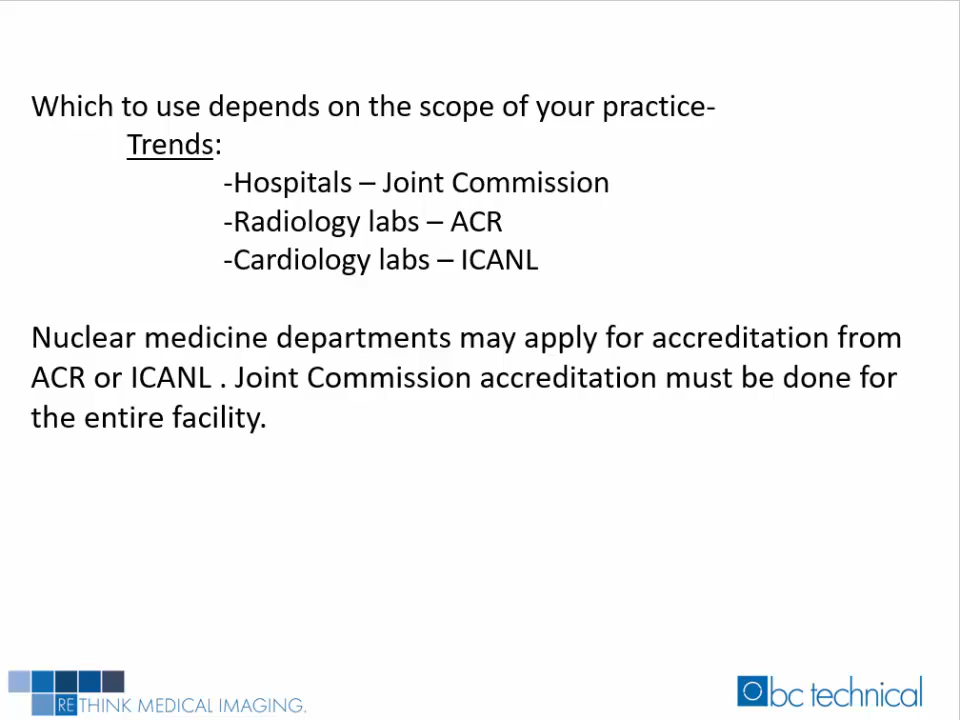 Which to use depends on the scope of your practice-
Trends:
-Hospitals – Joint Commission
-Radiology labs – ACR
-Cardiology labs – ICANL
Nuclear medicine departments may apply for accreditation from
ACR or ICANL . Joint Commission accreditation must be done for
the entire facility.
RETHINK MEDICAL IMAGING.
bc technical